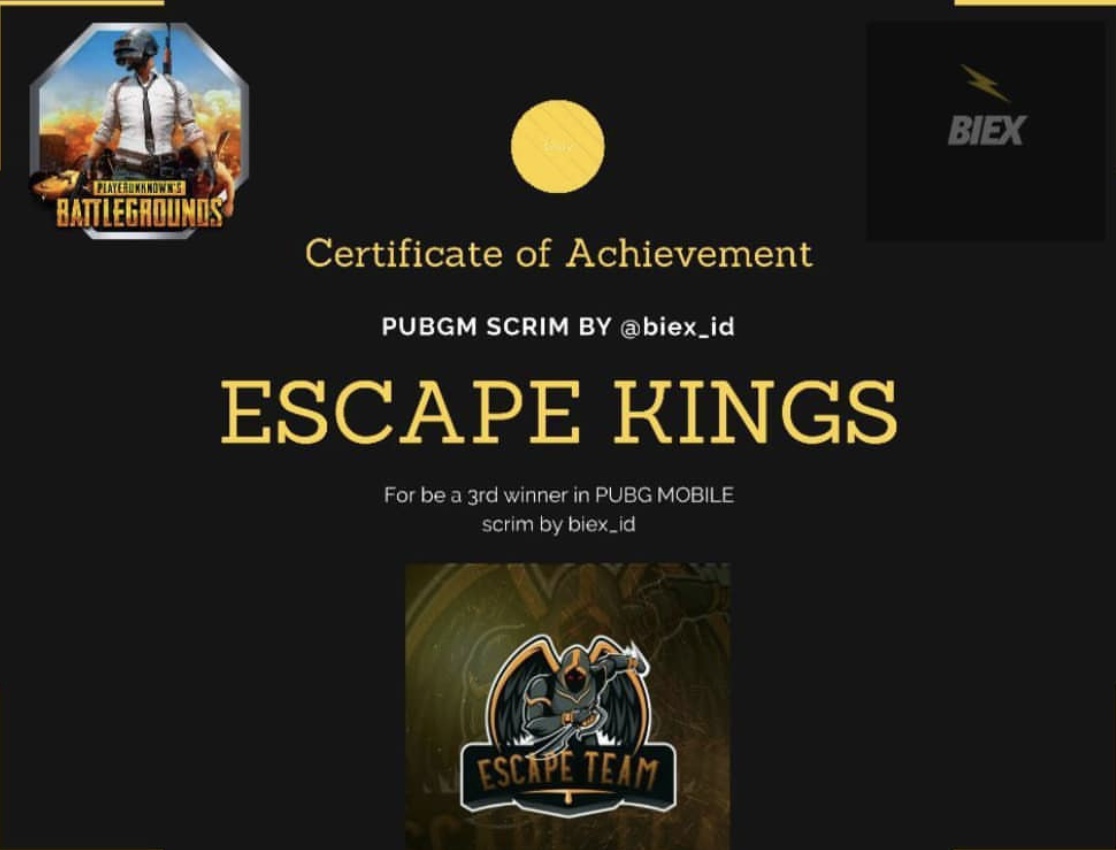 PLAYERUNKNOWN'S
BATTLEGROUNDS
BIEX
Certificate of Achievement
PUBGM SCRIM BY @biex_id
ESCAPE KINGS
For be a 3rd winner in PUBG MOBILE
scrim by biex_id
ESCAPE TEAM